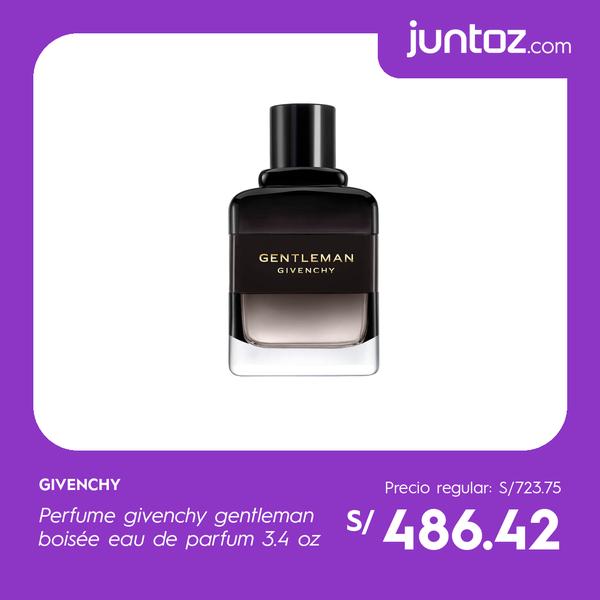 juntoz.com
GENTLEMAN
GIVENCHY
GIVENCHY
Perfume givenchy gentleman
boisée eau de parfum 3.4 oz
Precio regular: S/723.75
S/ 486.42